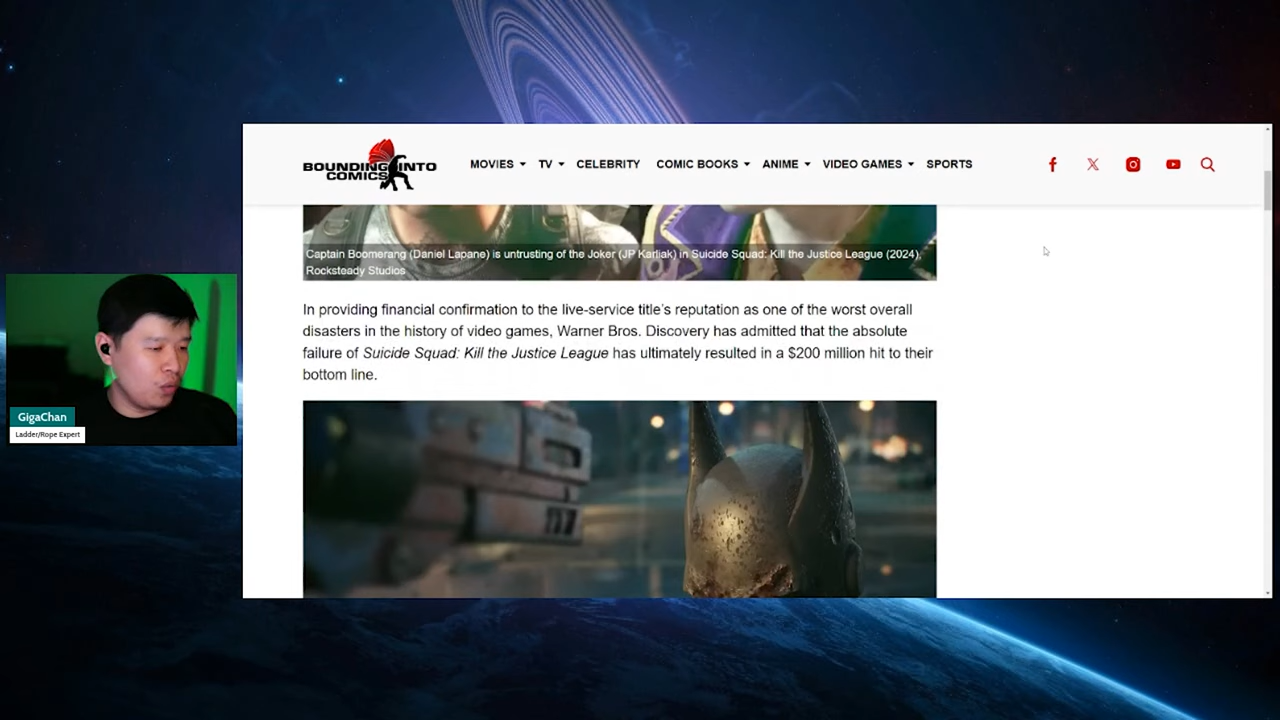 BOUNDING INTO
COMICS
MOVIES TV CELEBRITY COMIC BOOKS ANIME VIDEO GAMES SPORTS
Captain Boomerang (Daniel Lapane) is untrusting of the Joker (JP Karliak) in Suicide Squad: Kill the Justice League (2024),
Rocksteady Studios
In providing financial confirmation to the live-service title's reputation as one of the worst overall
disasters in the history of video games, Warner Bros. Discovery has admitted that the absolute
failure of Suicide Squad: Kill the Justice League has ultimately resulted in a $200 million hit to their
bottom line.
GigaChan
Ladder/Rope Expert